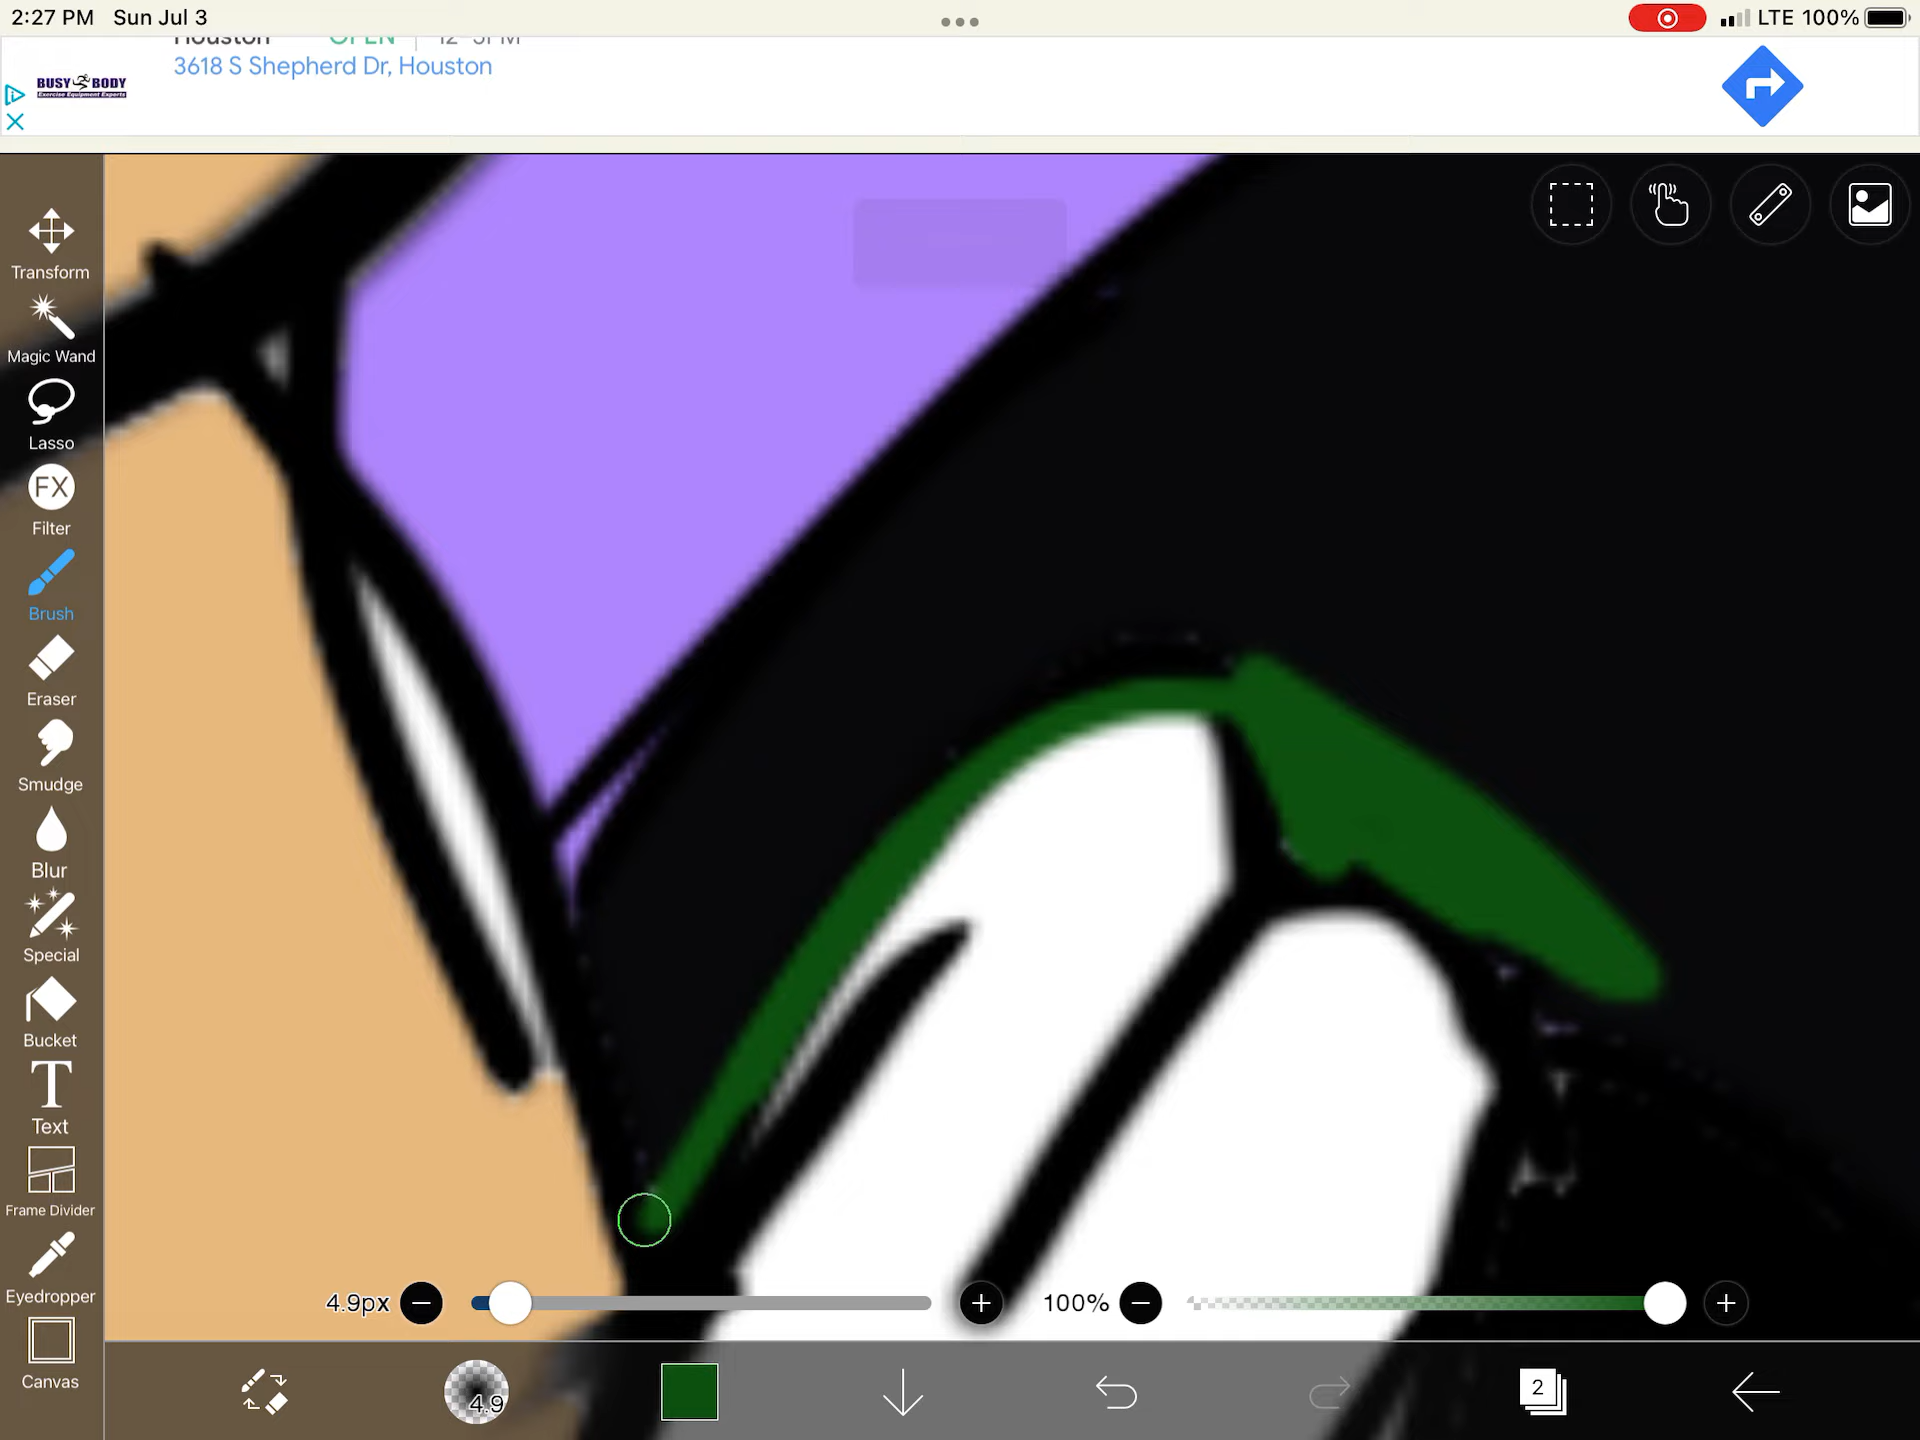 2:27 PM Sun Jul 3
LTE 100%
Houston OPEN 12–5PM
3618 S Shepherd Dr, Houston
BUSY BODY
Exercise Equipment Experts
Transform
Magic Wand
Lasso
FX
Filter
Brush
Eraser
Smudge
Blur
Special
Bucket
T
Text
Frame Divider
Eyedropper
Canvas
4.9px
100%
4.9
2